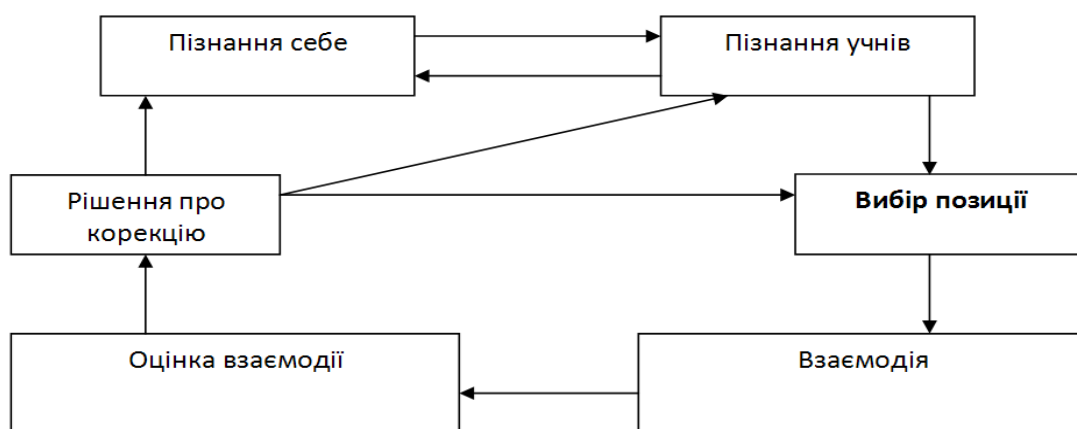 Пізнання себе
Пізнання учнів
Рішення про
корекцію
Вибір позиції
Оцінка взаємодії
Взаємодія